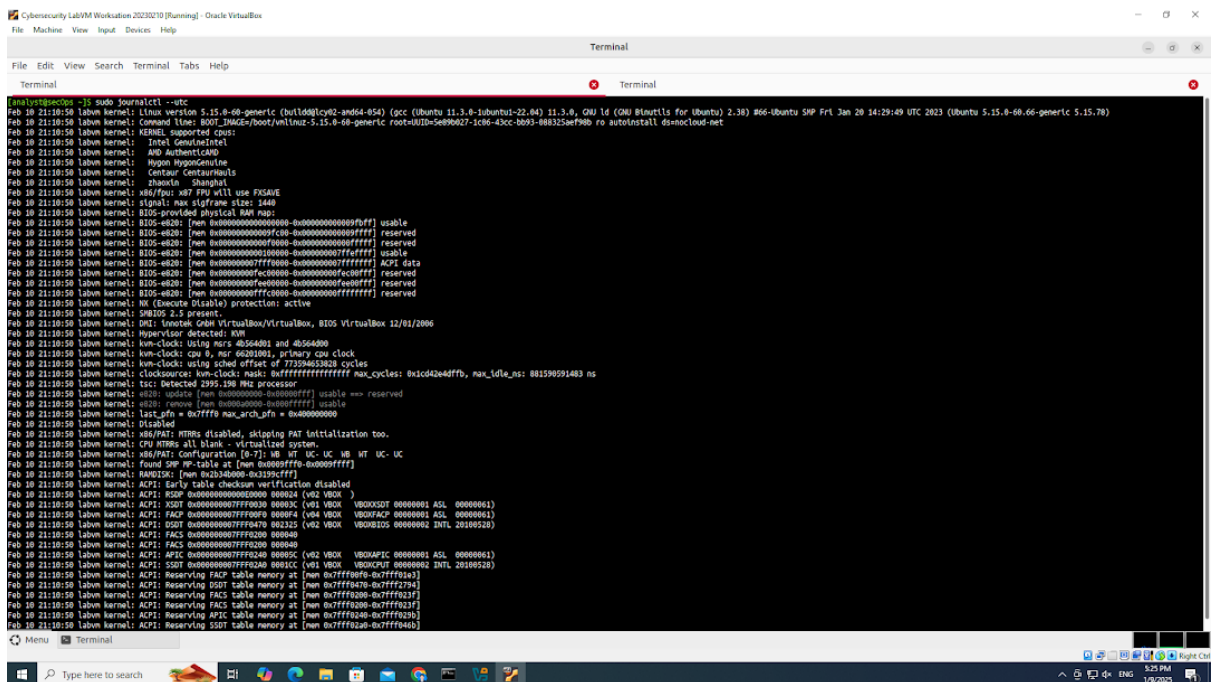 Cybersecurity LabVM Worksation 20230210 [Running] - Oracle VirtualBox
File Machine View Input Devices Help
Terminal
File Edit View Search Terminal Tabs Help
Terminal Terminal
[analyst@secOps ~]$ sudo journalctl --utc
Feb 10 21:10:50 labvm kernel: Linux version 5.15.0-60-generic (buildd@lcy02-amd64-054) (gcc (Ubuntu 11.3.0-1ubuntu1~22.04) 11.3.0, GNU ld (GNU Binutils for Ubuntu) 2.38) #66-Ubuntu SMP Fri Jan 20 14:29:49 UTC 2023 (Ubuntu 5.15.0-60.66-generic 5.15.78)
Feb 10 21:10:50 labvm kernel: Command line: BOOT_IMAGE=/boot/vmlinuz-5.15.0-60-generic root=UUID=5e09b027-1c06-43cc-bb93-088325aef90b ro autoinstall ds=nocloud-net
Feb 10 21:10:50 labvm kernel: KERNEL supported cpus:
Feb 10 21:10:50 labvm kernel: Intel GenuineIntel
Feb 10 21:10:50 labvm kernel: AMD AuthenticAMD
Feb 10 21:10:50 labvm kernel: Hygon HygonGenuine
Feb 10 21:10:50 labvm kernel: Centaur CentaurHauls
Feb 10 21:10:50 labvm kernel: zhaoxin Shanghai
Feb 10 21:10:50 labvm kernel: x86/fpu: x87 FPU will use FXSAVE
Feb 10 21:10:50 labvm kernel: signal: max sigframe size: 1440
Feb 10 21:10:50 labvm kernel: BIOS-provided physical RAM map:
Feb 10 21:10:50 labvm kernel: BIOS-e820: [mem 0x0000000000000000-0x000000000009fbff] usable
Feb 10 21:10:50 labvm kernel: BIOS-e820: [mem 0x000000000009fc00-0x000000000009ffff] reserved
Feb 10 21:10:50 labvm kernel: BIOS-e820: [mem 0x00000000000f0000-0x00000000000fffff] reserved
Feb 10 21:10:50 labvm kernel: BIOS-e820: [mem 0x0000000000100000-0x000000007ffeffff] usable
Feb 10 21:10:50 labvm kernel: BIOS-e820: [mem 0x000000007fff0000-0x000000007fffffff] ACPI data
Feb 10 21:10:50 labvm kernel: BIOS-e820: [mem 0x00000000fec00000-0x00000000fec00fff] reserved
Feb 10 21:10:50 labvm kernel: BIOS-e820: [mem 0x00000000fee00000-0x00000000fee00fff] reserved
Feb 10 21:10:50 labvm kernel: BIOS-e820: [mem 0x00000000fffc0000-0x00000000ffffffff] reserved
Feb 10 21:10:50 labvm kernel: NX (Execute Disable) protection: active
Feb 10 21:10:50 labvm kernel: SMBIOS 2.5 present.
Feb 10 21:10:50 labvm kernel: DMI: innotek GmbH VirtualBox/VirtualBox, BIOS VirtualBox 12/01/2006
Feb 10 21:10:50 labvm kernel: Hypervisor detected: KVM
Feb 10 21:10:50 labvm kernel: kvm-clock: Using msrs 4b564d01 and 4b564d00
Feb 10 21:10:50 labvm kernel: kvm-clock: cpu 0, msr 66201001, primary cpu clock
Feb 10 21:10:50 labvm kernel: kvm-clock: using sched offset of 773594653828 cycles
Feb 10 21:10:50 labvm kernel: clocksource: kvm-clock: mask: 0xffffffffffffffff max_cycles: 0x1cd42e4dffb, max_idle_ns: 881590591483 ns
Feb 10 21:10:50 labvm kernel: tsc: Detected 2995.198 MHz processor
Feb 10 21:10:50 labvm kernel: e820: update [mem 0x00000000-0x00000fff] usable ==> reserved
Feb 10 21:10:50 labvm kernel: e820: remove [mem 0x000a0000-0x000fffff] usable
Feb 10 21:10:50 labvm kernel: last_pfn = 0x7fff0 max_arch_pfn = 0x400000000
Feb 10 21:10:50 labvm kernel: Disabled
Feb 10 21:10:50 labvm kernel: x86/PAT: MTRRs disabled, skipping PAT initialization too.
Feb 10 21:10:50 labvm kernel: CPU MTRRs all blank - virtualized system.
Feb 10 21:10:50 labvm kernel: x86/PAT: Configuration [0-7]: WB WT UC- UC WB WT UC- UC
Feb 10 21:10:50 labvm kernel: found SMP MP-table at [mem 0x0009fff0-0x0009ffff]
Feb 10 21:10:50 labvm kernel: RAMDISK: [mem 0x2b34b000-0x3199cfff]
Feb 10 21:10:50 labvm kernel: ACPI: Early table checksum verification disabled
Feb 10 21:10:50 labvm kernel: ACPI: RSDP 0x00000000000E0000 000024 (v02 VBOX )
Feb 10 21:10:50 labvm kernel: ACPI: XSDT 0x000000007FFF0030 00003C (v01 VBOX VBOXXSDT 00000001 ASL 00000061)
Feb 10 21:10:50 labvm kernel: ACPI: FACP 0x000000007FFF00F0 0000F4 (v04 VBOX VBOXFACP 00000001 ASL 00000061)
Feb 10 21:10:50 labvm kernel: ACPI: DSDT 0x000000007FFF0470 002325 (v02 VBOX VBOXBIOS 00000002 INTL 20100528)
Feb 10 21:10:50 labvm kernel: ACPI: FACS 0x000000007FFF0200 000040
Feb 10 21:10:50 labvm kernel: ACPI: FACS 0x000000007FFF0200 000040
Feb 10 21:10:50 labvm kernel: ACPI: APIC 0x000000007FFF0240 00005C (v02 VBOX VBOXAPIC 00000001 ASL 00000061)
Feb 10 21:10:50 labvm kernel: ACPI: SSDT 0x000000007FFF02A0 0001CC (v01 VBOX VBOXCPUT 00000002 INTL 20100528)
Feb 10 21:10:50 labvm kernel: ACPI: Reserving FACP table memory at [mem 0x7fff00f0-0x7fff01e3]
Feb 10 21:10:50 labvm kernel: ACPI: Reserving DSDT table memory at [mem 0x7fff0470-0x7fff2794]
Feb 10 21:10:50 labvm kernel: ACPI: Reserving FACS table memory at [mem 0x7fff0200-0x7fff023f]
Feb 10 21:10:50 labvm kernel: ACPI: Reserving FACS table memory at [mem 0x7fff0200-0x7fff023f]
Feb 10 21:10:50 labvm kernel: ACPI: Reserving APIC table memory at [mem 0x7fff0240-0x7fff029b]
Feb 10 21:10:50 labvm kernel: ACPI: Reserving SSDT table memory at [mem 0x7fff02a0-0x7fff046b]
Menu Terminal
Right Ctrl
Type here to search
ENG
5:25 PM
1/9/2025